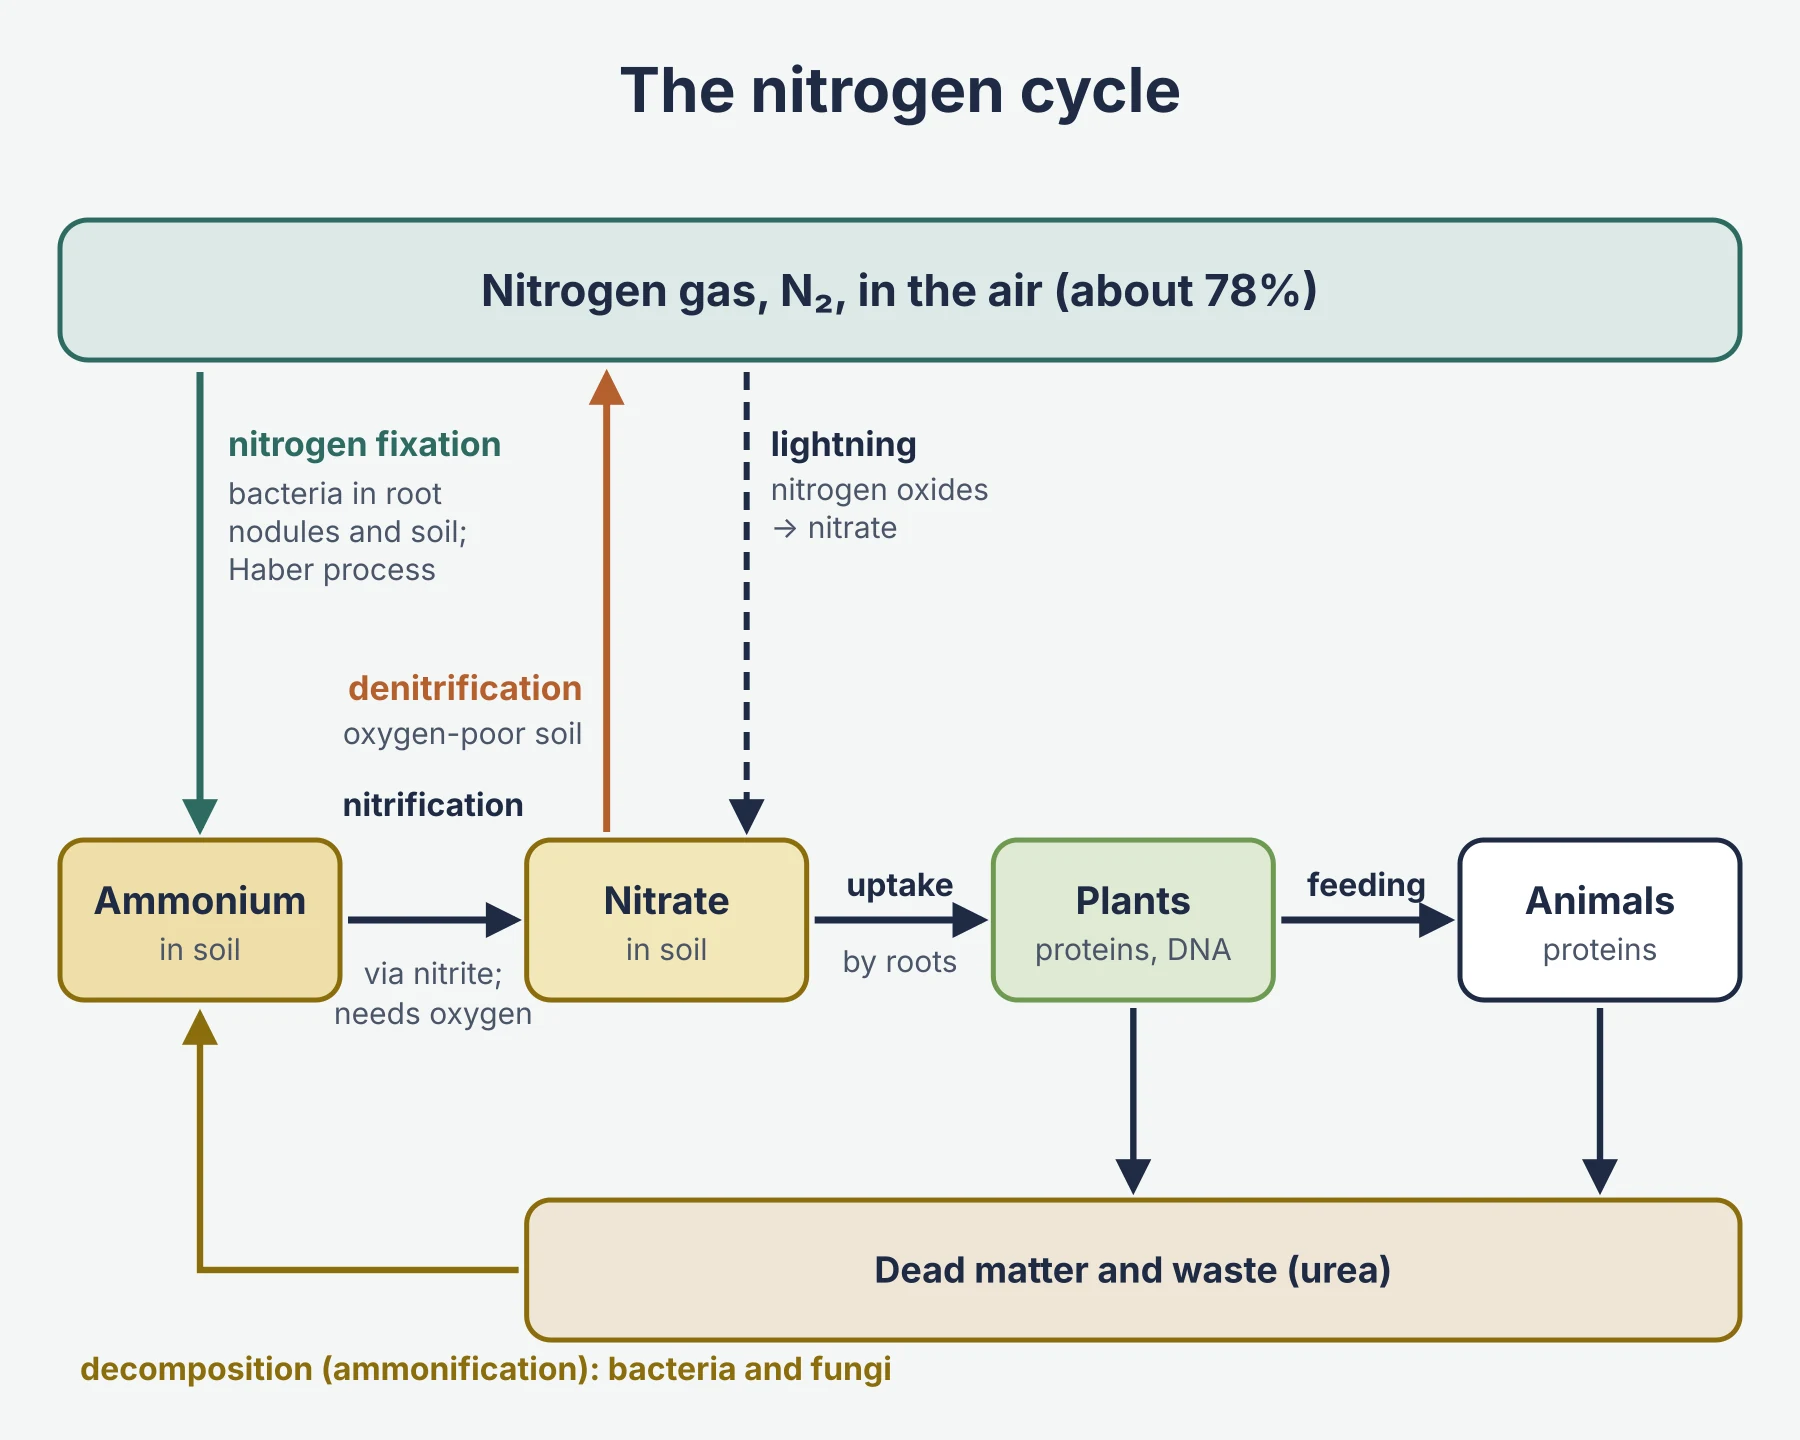 The nitrogen cycle
Nitrogen gas, N₂, in the air (about 78%)
nitrogen fixation
bacteria in root
nodules and soil;
Haber process
lightning
nitrogen oxides
→ nitrate
denitrification
oxygen-poor soil
nitrification
Ammonium
in soil
via nitrite;
needs oxygen
Nitrate
in soil
uptake
by roots
Plants
proteins, DNA
feeding
Animals
proteins
Dead matter and waste (urea)
decomposition (ammonification): bacteria and fungi